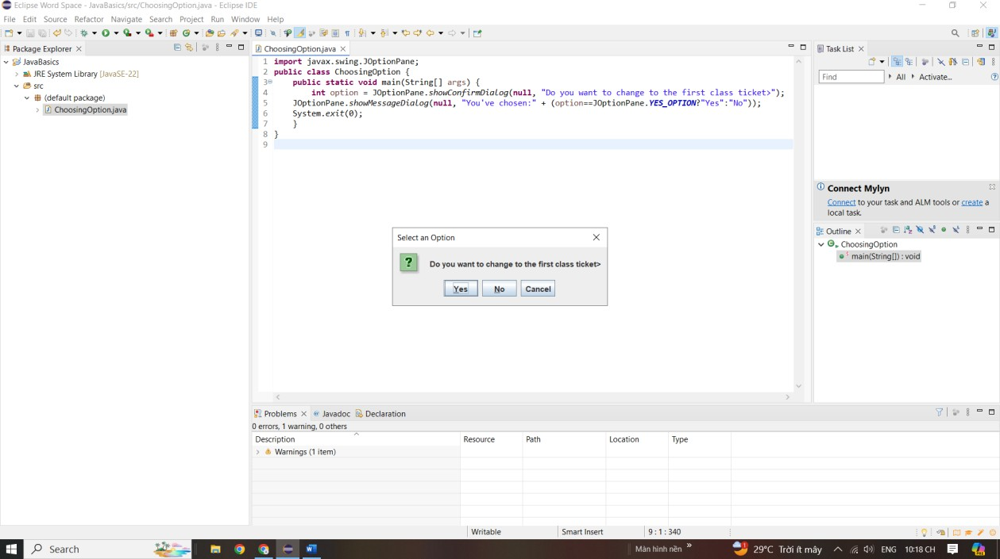 Eclipse Word Space - JavaBasics/src/ChoosingOption.java - Eclipse IDE
File Edit Source Refactor Navigate Search Project Run Window Help
Package Explorer
JavaBasics
JRE System Library [JavaSE-22]
src
(default package)
ChoosingOption.java
ChoosingOption.java
1 import javax.swing.JOptionPane;
2 public class ChoosingOption {
3 public static void main(String[] args) {
4 int option = JOptionPane.showConfirmDialog(null, "Do you want to change to the first class ticket>");
5 JOptionPane.showMessageDialog(null, "You've chosen:" + (option==JOptionPane.YES_OPTION?"Yes":"No"));
6 System.exit(0);
7 }
8 }
9
Select an Option
Do you want to change to the first class ticket>
Yes No Cancel
Task List
Find All Activate...
Connect Mylyn
Connect to your task and ALM tools or create a
local task.
Outline
ChoosingOption
main(String[]) : void
Problems Javadoc Declaration
0 errors, 1 warning, 0 others
Description Resource Path Location Type
Warnings (1 item)
Writable Smart Insert 9 : 1 : 340
Search Màn hình nền 29°C Trời ít mây ENG 10:18 CH